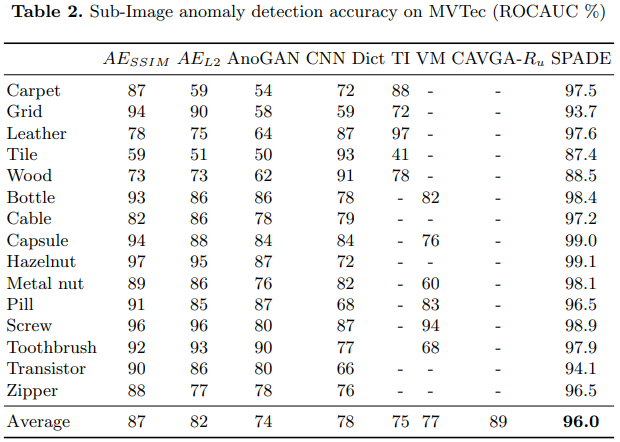 Table 2. Sub-Image anomaly detection accuracy on MVTec (ROCAUC %)
AE_SSIM AE_L2 AnoGAN CNN Dict TI VM CAVGA-R_u SPADE
Carpet 87 59 54 72 88 - - 97.5
Grid 94 90 58 59 72 - - 93.7
Leather 78 75 64 87 97 - - 97.6
Tile 59 51 50 93 41 - - 87.4
Wood 73 73 62 91 78 - - 88.5
Bottle 93 86 86 78 - 82 - 98.4
Cable 82 86 78 79 - - - 97.2
Capsule 94 88 84 84 - 76 - 99.0
Hazelnut 97 95 87 72 - - - 99.1
Metal nut 89 86 76 82 - 60 - 98.1
Pill 91 85 87 68 - 83 - 96.5
Screw 96 96 80 87 - 94 - 98.9
Toothbrush 92 93 90 77 - 68 - 97.9
Transistor 90 86 80 66 - - - 94.1
Zipper 88 77 78 76 - - - 96.5
Average 87 82 74 78 75 77 89 96.0